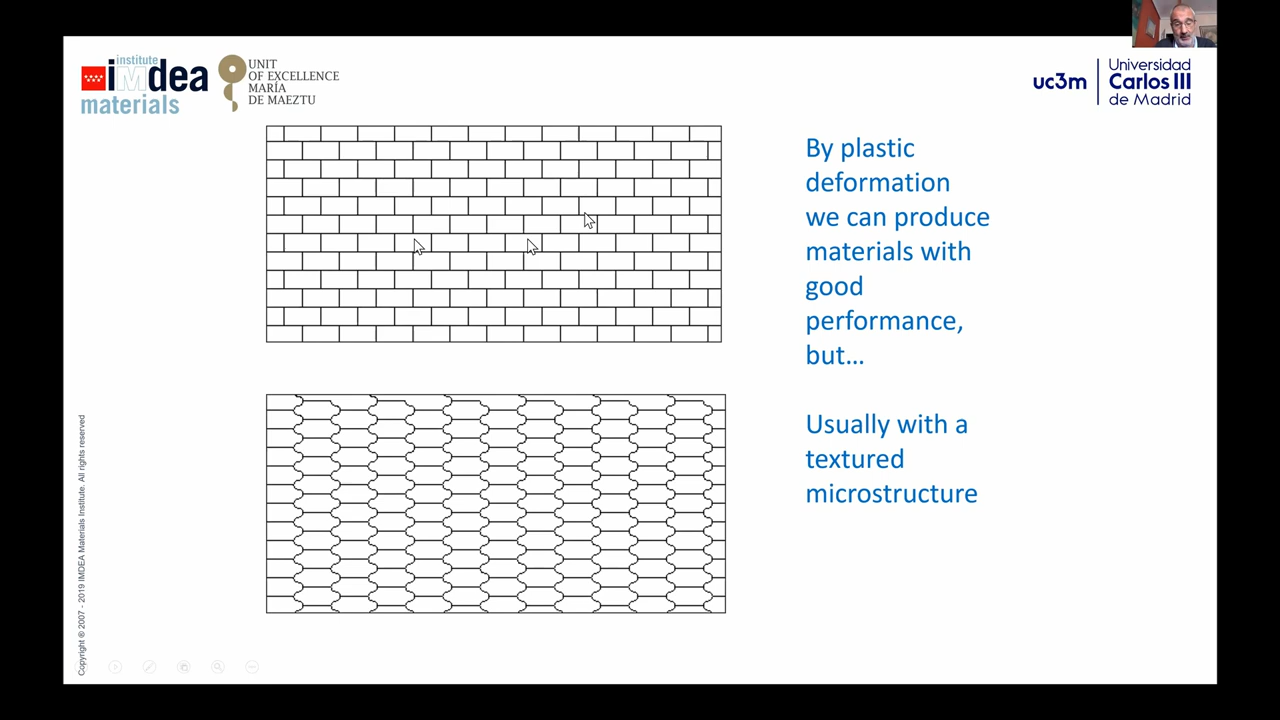 institute
iMdea
materials
UNIT
OF EXCELLENCE
MARÍA
DE MAEZTU
uc3m
Universidad
Carlos III
de Madrid
By plastic
deformation
we can produce
materials with
good
performance,
but...
Usually with a
textured
microstructure
Copyright ® 2007 - 2019 IMDEA Materials Institute. All rights reserved